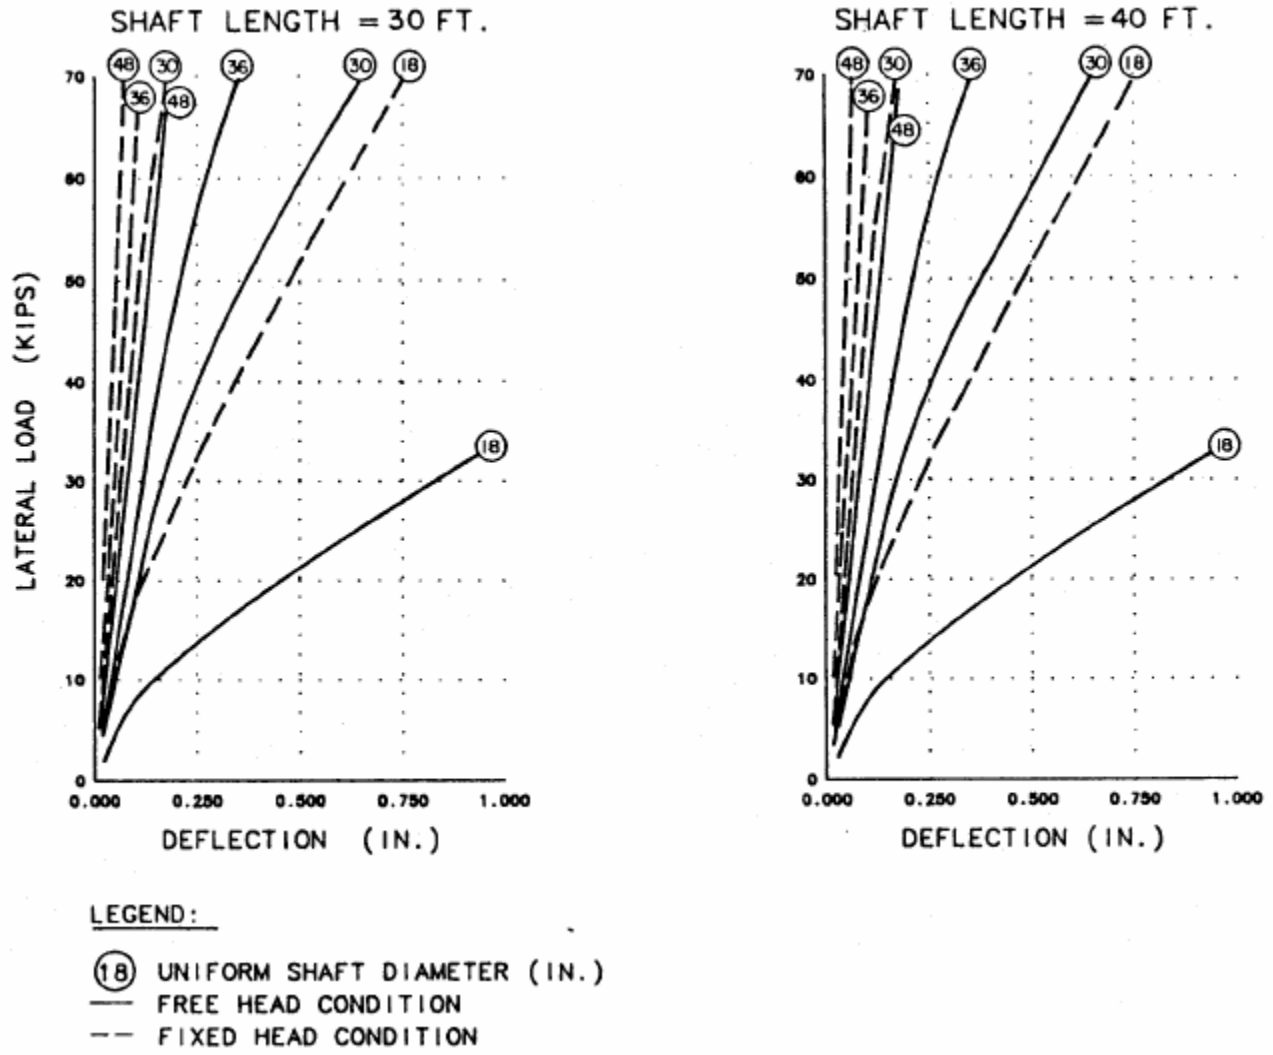 SHAFT LENGTH = 30 FT.
48 30 36 30 18
36 48
70
60
50
40
30
20
10
0
18
LATERAL LOAD (KIPS)
0.000 0.250 0.500 0.750 1.000
DEFLECTION (IN.)
SHAFT LENGTH = 40 FT.
48 30 36 30 18
36
48
70
60
50
40
30
20
10
0
18
0.000 0.250 0.500 0.750 1.000
DEFLECTION (IN.)
LEGEND:
18 UNIFORM SHAFT DIAMETER (IN.)
FREE HEAD CONDITION
FIXED HEAD CONDITION